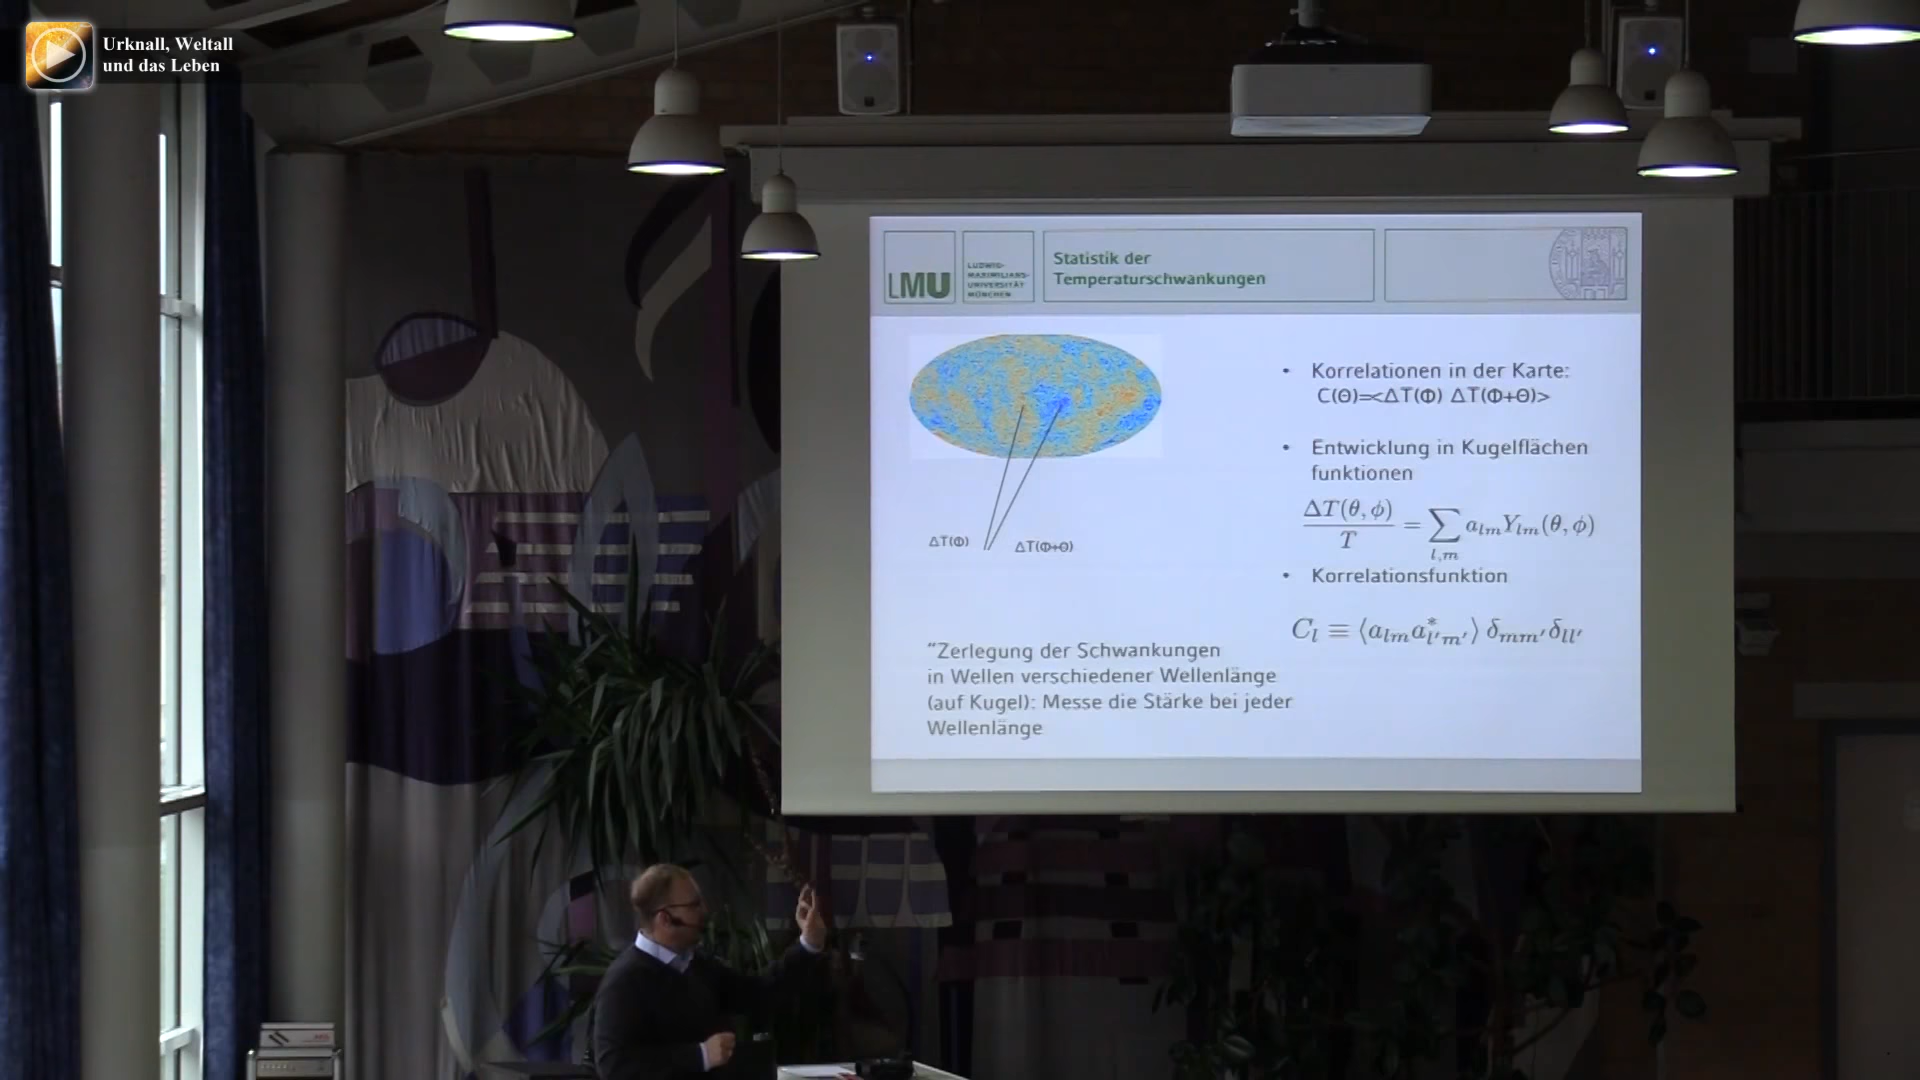 Urknall, Weltall
und das Leben
LMU
LUDWIG-
MAXIMILIANS-
UNIVERSITÄT
MÜNCHEN
Statistik der
Temperaturschwankungen
ΔT(Φ)
ΔT(Φ+Θ)
"Zerlegung der Schwankungen
in Wellen verschiedener Wellenlänge
(auf Kugel): Messe die Stärke bei jeder
Wellenlänge
• Korrelationen in der Karte:
C(Θ)=<ΔT(Φ) ΔT(Φ+Θ)>
• Entwicklung in Kugelflächen
funktionen
ΔT(θ, ϕ)/T = ∑_{l,m} a_{lm}Y_{lm}(θ, ϕ)
• Korrelationsfunktion
C_l ≡ ⟨a_{lm}a*_{l'm'}⟩ δ_{mm'}δ_{ll'}